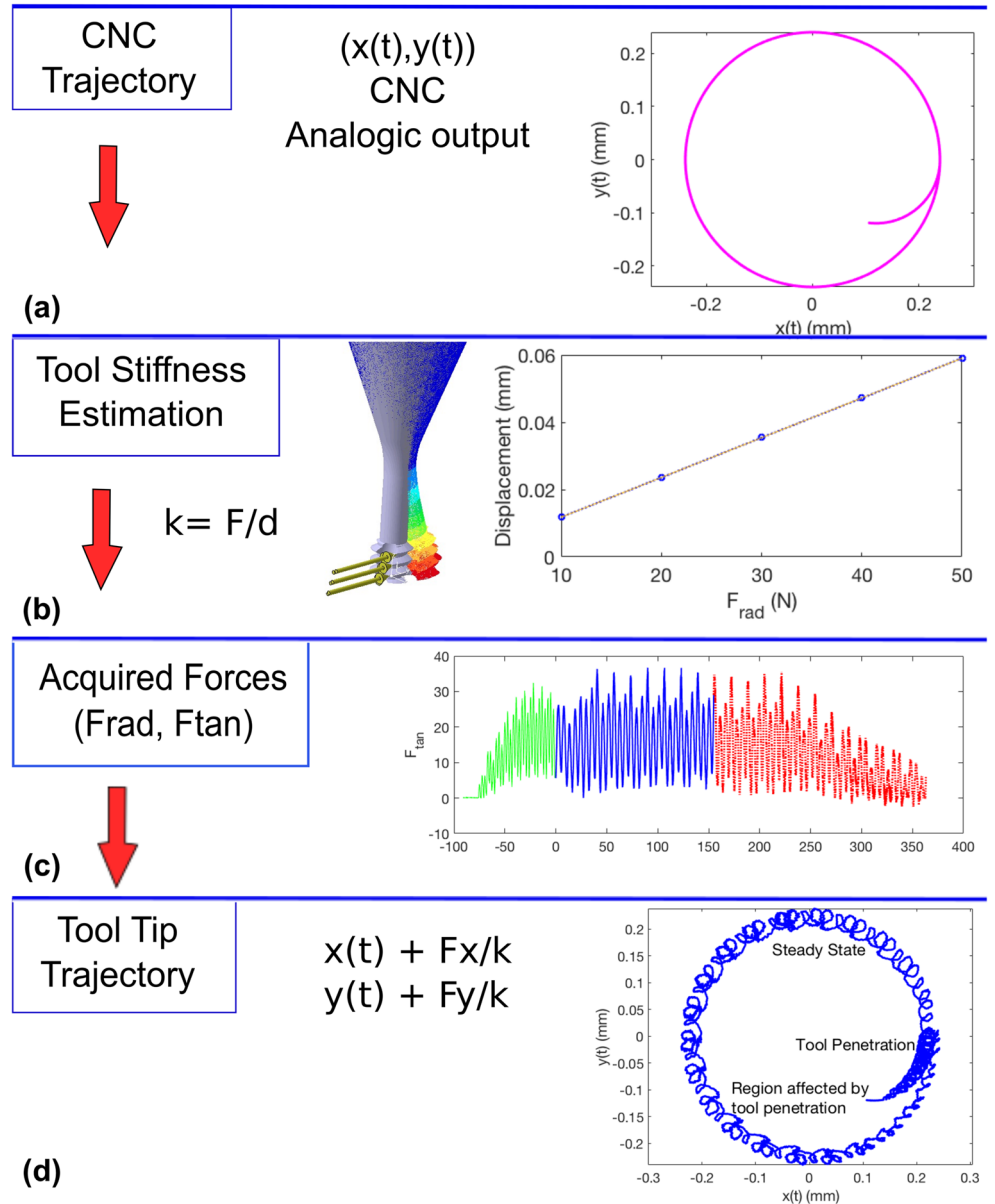 CNC
Trajectory
(x(t),y(t))
CNC
Analogic output
0.2
0.1
0
-0.1
-0.2
y(t) (mm)
-0.2
0
0.2
x(t) (mm)
(a)
Tool Stiffness
Estimation
k= F/d
0.06
0.04
0.02
0
Displacement (mm)
10
20
30
40
50
F_rad (N)
(b)
Acquired Forces
(Frad, Ftan)
40
30
20
10
0
-10
F_tan
-100
-50
0
50
100
150
200
250
300
350
400
(c)
Tool Tip
Trajectory
x(t) + Fx/k
y(t) + Fy/k
0.2
0.15
0.1
0.05
0
-0.05
-0.1
-0.15
-0.2
y(t) (mm)
Steady State
Tool Penetration
Region affected by
tool penetration
-0.3
-0.2
-0.1
0
0.1
0.2
0.3
x(t) (mm)
(d)